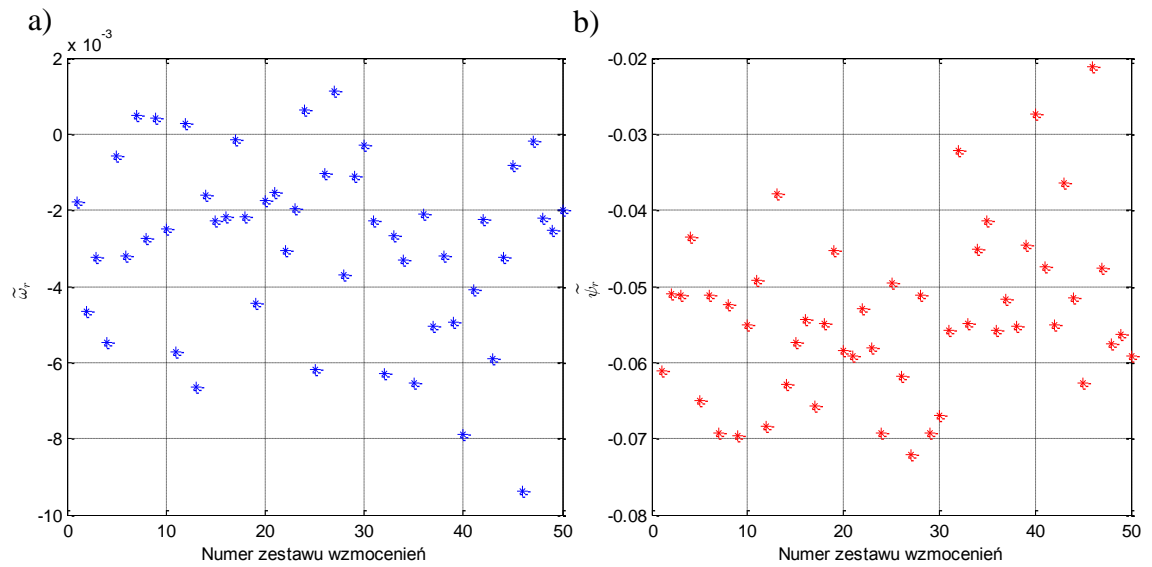 a)
x 10^-3
2
0
-2
-4
-6
-8
-10
0 10 20 30 40 50
ω̃r
Numer zestawu wzmocenień
b)
-0.02
-0.03
-0.04
-0.05
-0.06
-0.07
-0.08
0 10 20 30 40 50
ψ̃r
Numer zestawu wzmocenień